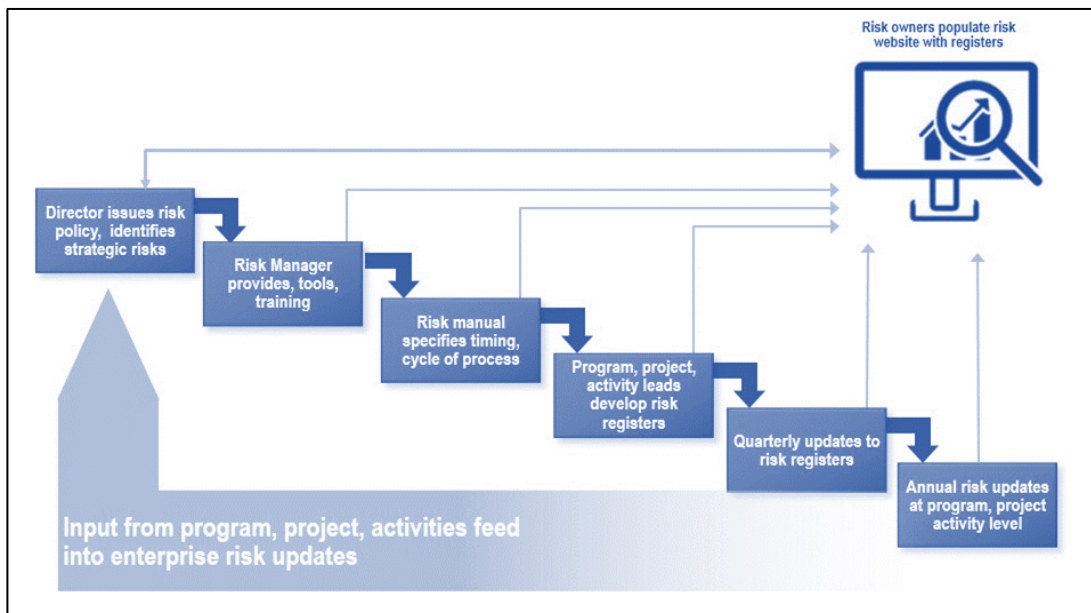 Risk owners populate risk
website with registers
Director issues risk
policy, identifies
strategic risks
Risk Manager
provides, tools,
training
Risk manual
specifies timing,
cycle of process
Program, project,
activity leads
develop risk
registers
Quarterly updates to
risk registers
Annual risk updates
at program, project
activity level
Input from program, project, activities feed
into enterprise risk updates